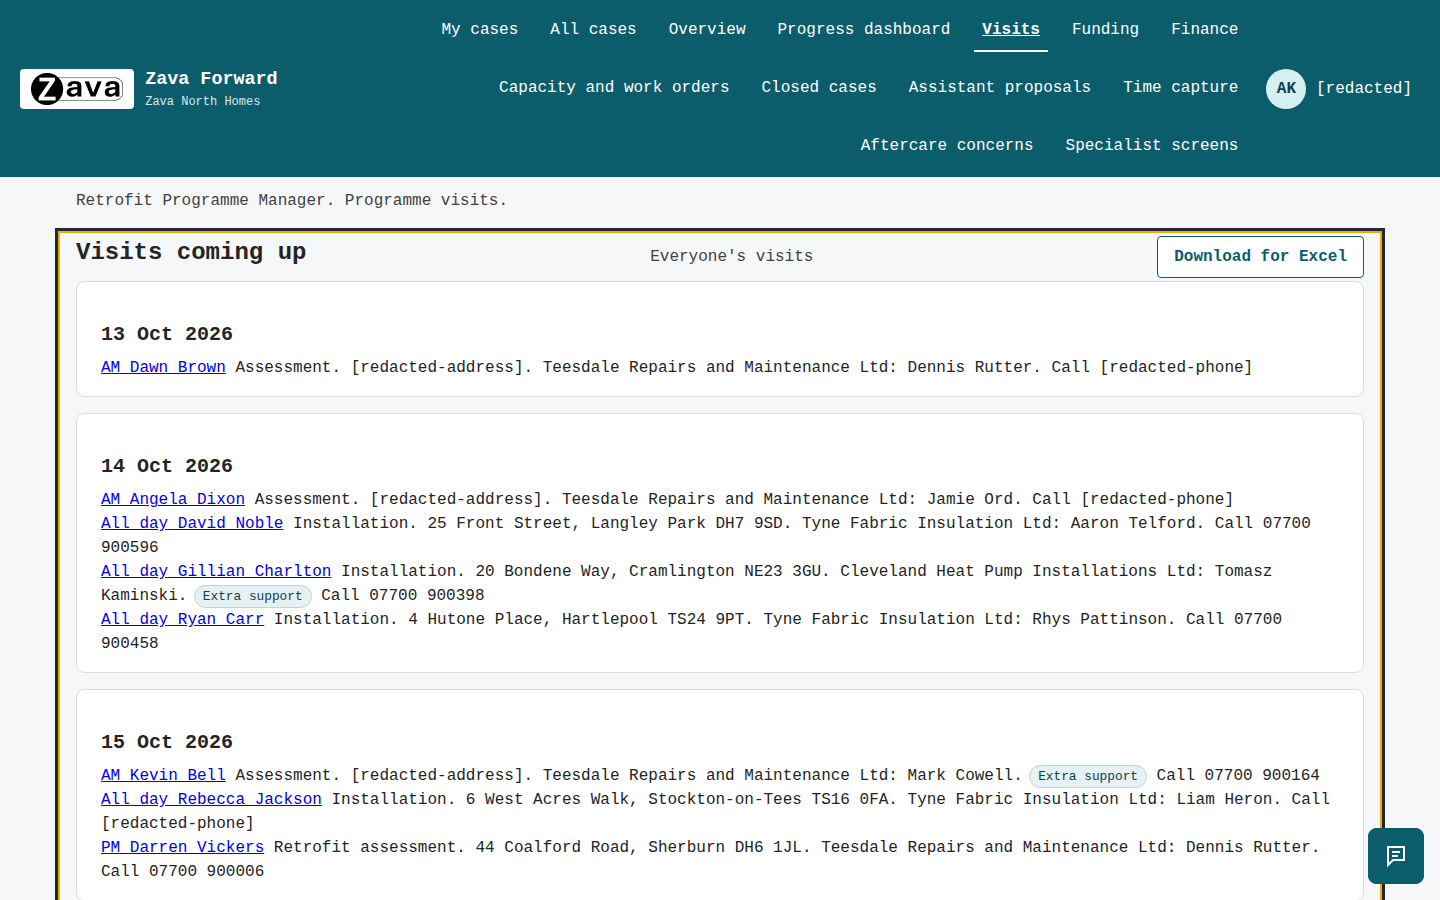 My cases All cases Overview Progress dashboard Visits Funding Finance
Zava
Zava Forward
Zava North Homes
Capacity and work orders Closed cases Assistant proposals Time capture
AK [redacted]
Aftercare concerns Specialist screens
Retrofit Programme Manager. Programme visits.
Visits coming up
Everyone's visits
Download for Excel
13 Oct 2026
AM Dawn Brown Assessment. [redacted-address]. Teesdale Repairs and Maintenance Ltd: Dennis Rutter. Call [redacted-phone]
14 Oct 2026
AM Angela Dixon Assessment. [redacted-address]. Teesdale Repairs and Maintenance Ltd: Jamie Ord. Call [redacted-phone]
All day David Noble Installation. 25 Front Street, Langley Park DH7 9SD. Tyne Fabric Insulation Ltd: Aaron Telford. Call 07700
900596
All day Gillian Charlton Installation. 20 Bondene Way, Cramlington NE23 3GU. Cleveland Heat Pump Installations Ltd: Tomasz
Kaminski. Extra support Call 07700 900398
All day Ryan Carr Installation. 4 Hutone Place, Hartlepool TS24 9PT. Tyne Fabric Insulation Ltd: Rhys Pattinson. Call 07700
900458
15 Oct 2026
AM Kevin Bell Assessment. [redacted-address]. Teesdale Repairs and Maintenance Ltd: Mark Cowell. Extra support Call 07700 900164
All day Rebecca Jackson Installation. 6 West Acres Walk, Stockton-on-Tees TS16 0FA. Tyne Fabric Insulation Ltd: Liam Heron. Call
[redacted-phone]
PM Darren Vickers Retrofit assessment. 44 Coalford Road, Sherburn DH6 1JL. Teesdale Repairs and Maintenance Ltd: Dennis Rutter.
Call 07700 900006